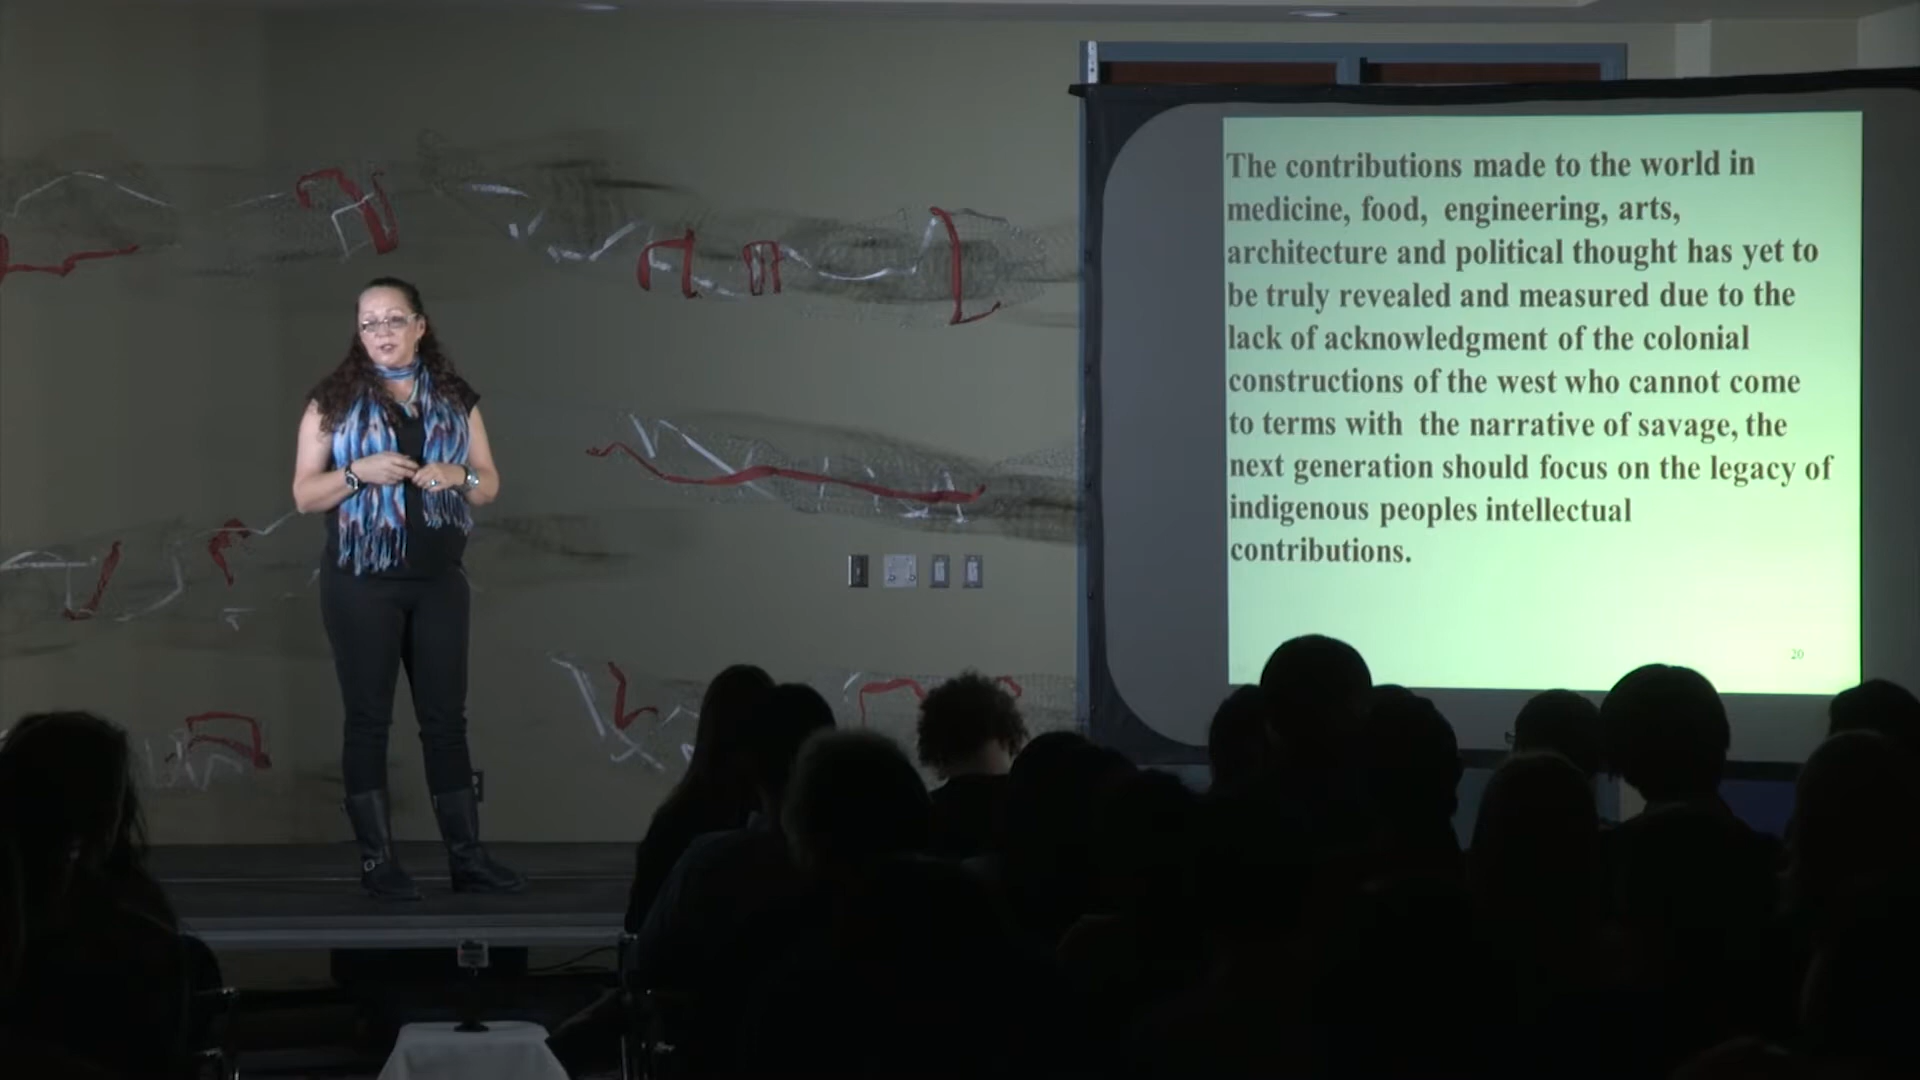 The contributions made to the world in
medicine, food, engineering, arts,
architecture and political thought has yet to
be truly revealed and measured due to the
lack of acknowledgment of the colonial
constructions of the west who cannot come
to terms with the narrative of savage, the
next generation should focus on the legacy of
indigenous peoples intellectual
contributions.
20